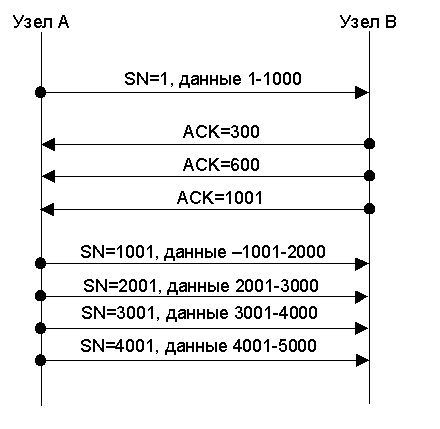 Узел А
Узел В
SN=1, данные 1-1000
ACK=300
ACK=600
ACK=1001
SN=1001, данные –1001-2000
SN=2001, данные 2001-3000
SN=3001, данные 3001-4000
SN=4001, данные 4001-5000